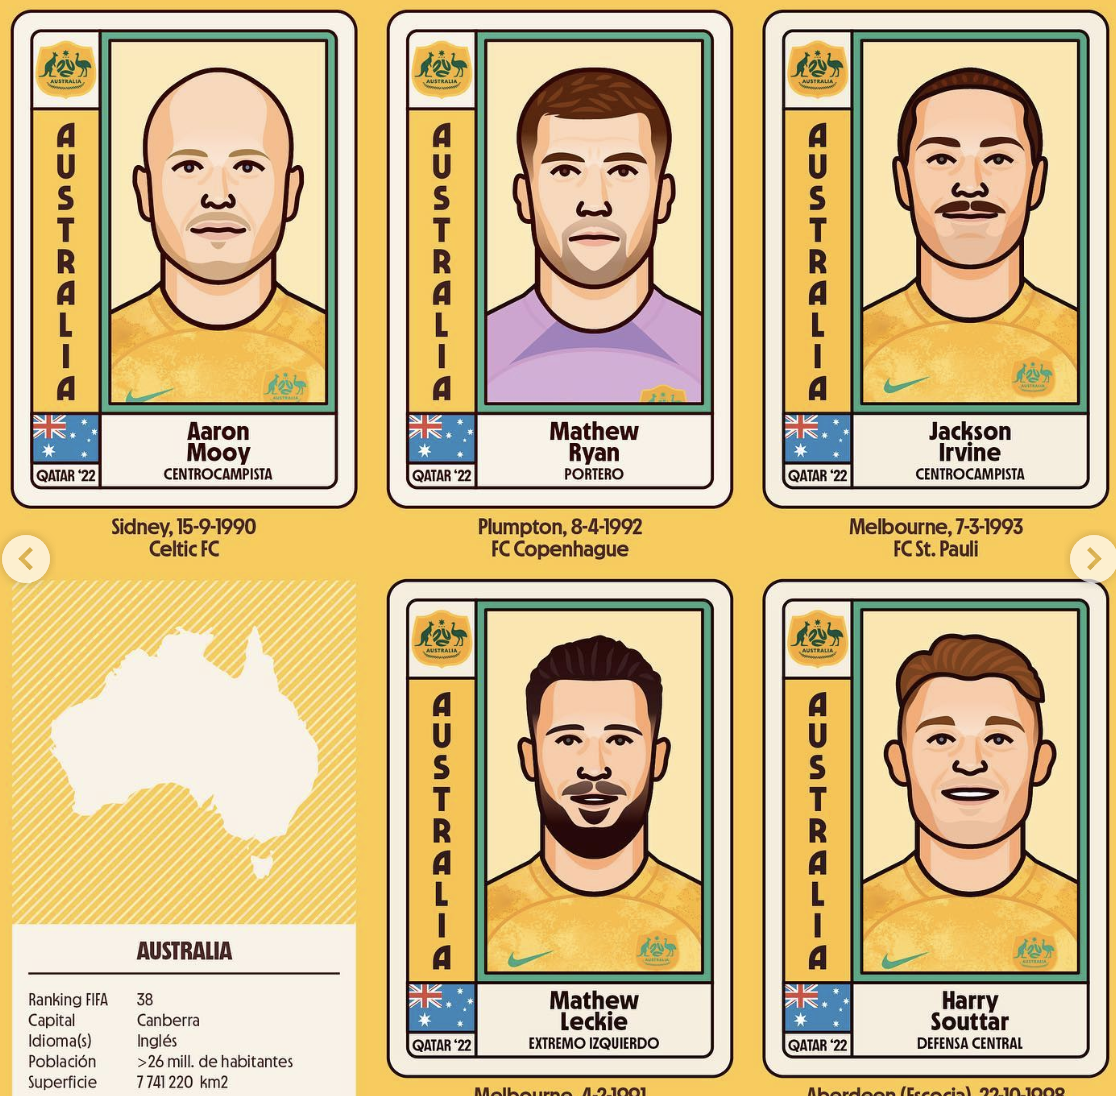 AUSTRALIA
AUSTRALIA
QATAR '22
Aaron
Mooy
CENTROCAMPISTA
Sidney, 15-9-1990
Celtic FC
AUSTRALIA
AUSTRALIA
QATAR '22
Mathew
Ryan
PORTERO
Plumpton, 8-4-1992
FC Copenhague
AUSTRALIA
AUSTRALIA
QATAR '22
Jackson
Irvine
CENTROCAMPISTA
Melbourne, 7-3-1993
FC St. Pauli
AUSTRALIA
Ranking FIFA 38
Capital Canberra
Idioma(s) Inglés
Población >26 mill. de habitantes
Superficie 7 741 220 km2
AUSTRALIA
AUSTRALIA
AUSTRALIA
QATAR '22
Mathew
Leckie
EXTREMO IZQUIERDO
Melbourne, 4-2-1991
AUSTRALIA
AUSTRALIA
AUSTRALIA
QATAR '22
Harry
Souttar
DEFENSA CENTRAL
Aberdeen (Escocia), 22-10-1998